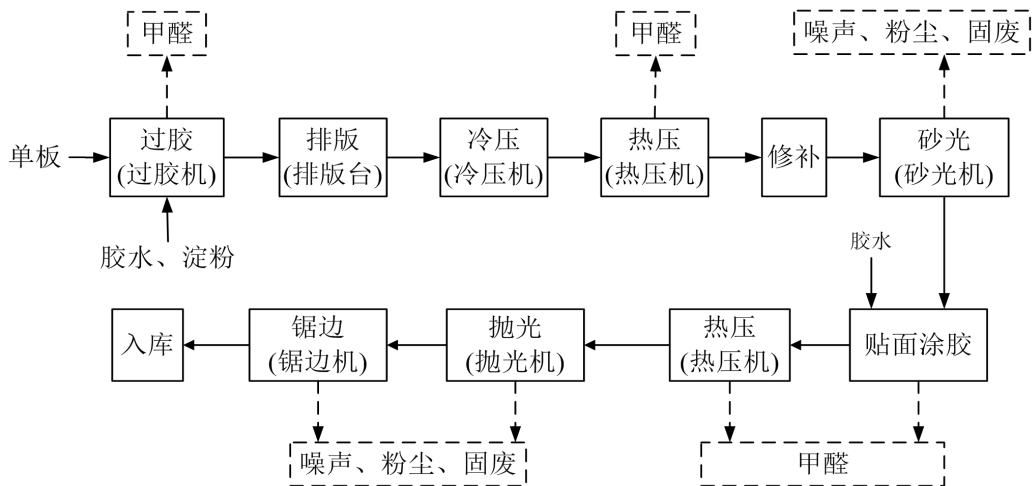 甲醛
甲醛
噪声、粉尘、固废
单板
过胶
(过胶机)
排版
(排版台)
冷压
(冷压机)
热压
(热压机)
修补
砂光
(砂光机)
胶水、淀粉
胶水
入库
锯边
(锯边机)
抛光
(抛光机)
热压
(热压机)
贴面涂胶
噪声、粉尘、固废
甲醛